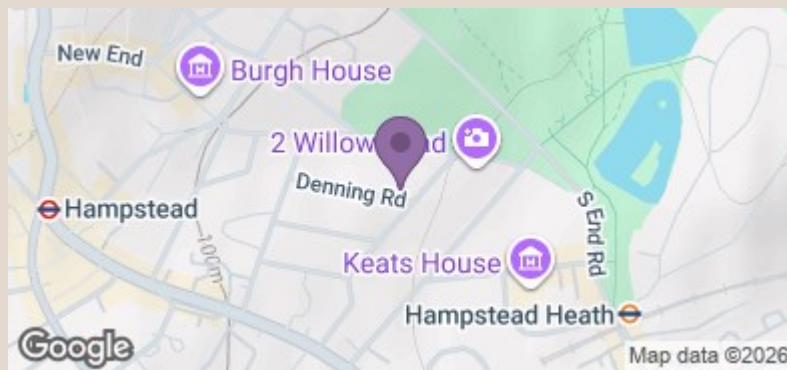 New End
Burgh House
2 Willow
Denning Rd
Hampstead
S End Rd
Keats House
Hampstead Heath
100m
Google
Map data ©2026